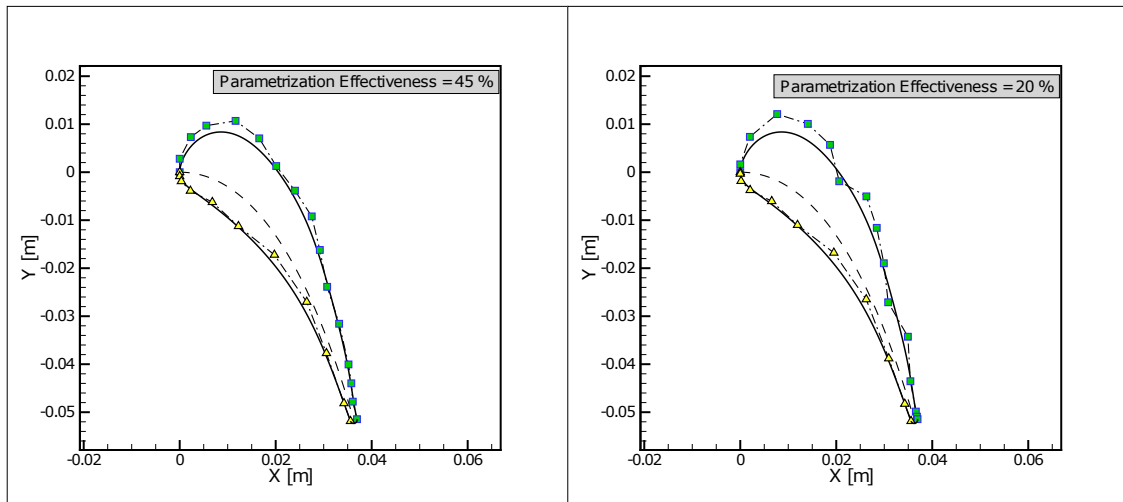 Parametrization Effectiveness = 45 %
0.02
0.01
0
-0.01
-0.02
-0.03
-0.04
-0.05
Y [m]
-0.02 0 0.02 0.04 0.06
X [m]
Parametrization Effectiveness = 20 %
0.02
0.01
0
-0.01
-0.02
-0.03
-0.04
-0.05
Y [m]
-0.02 0 0.02 0.04 0.06
X [m]